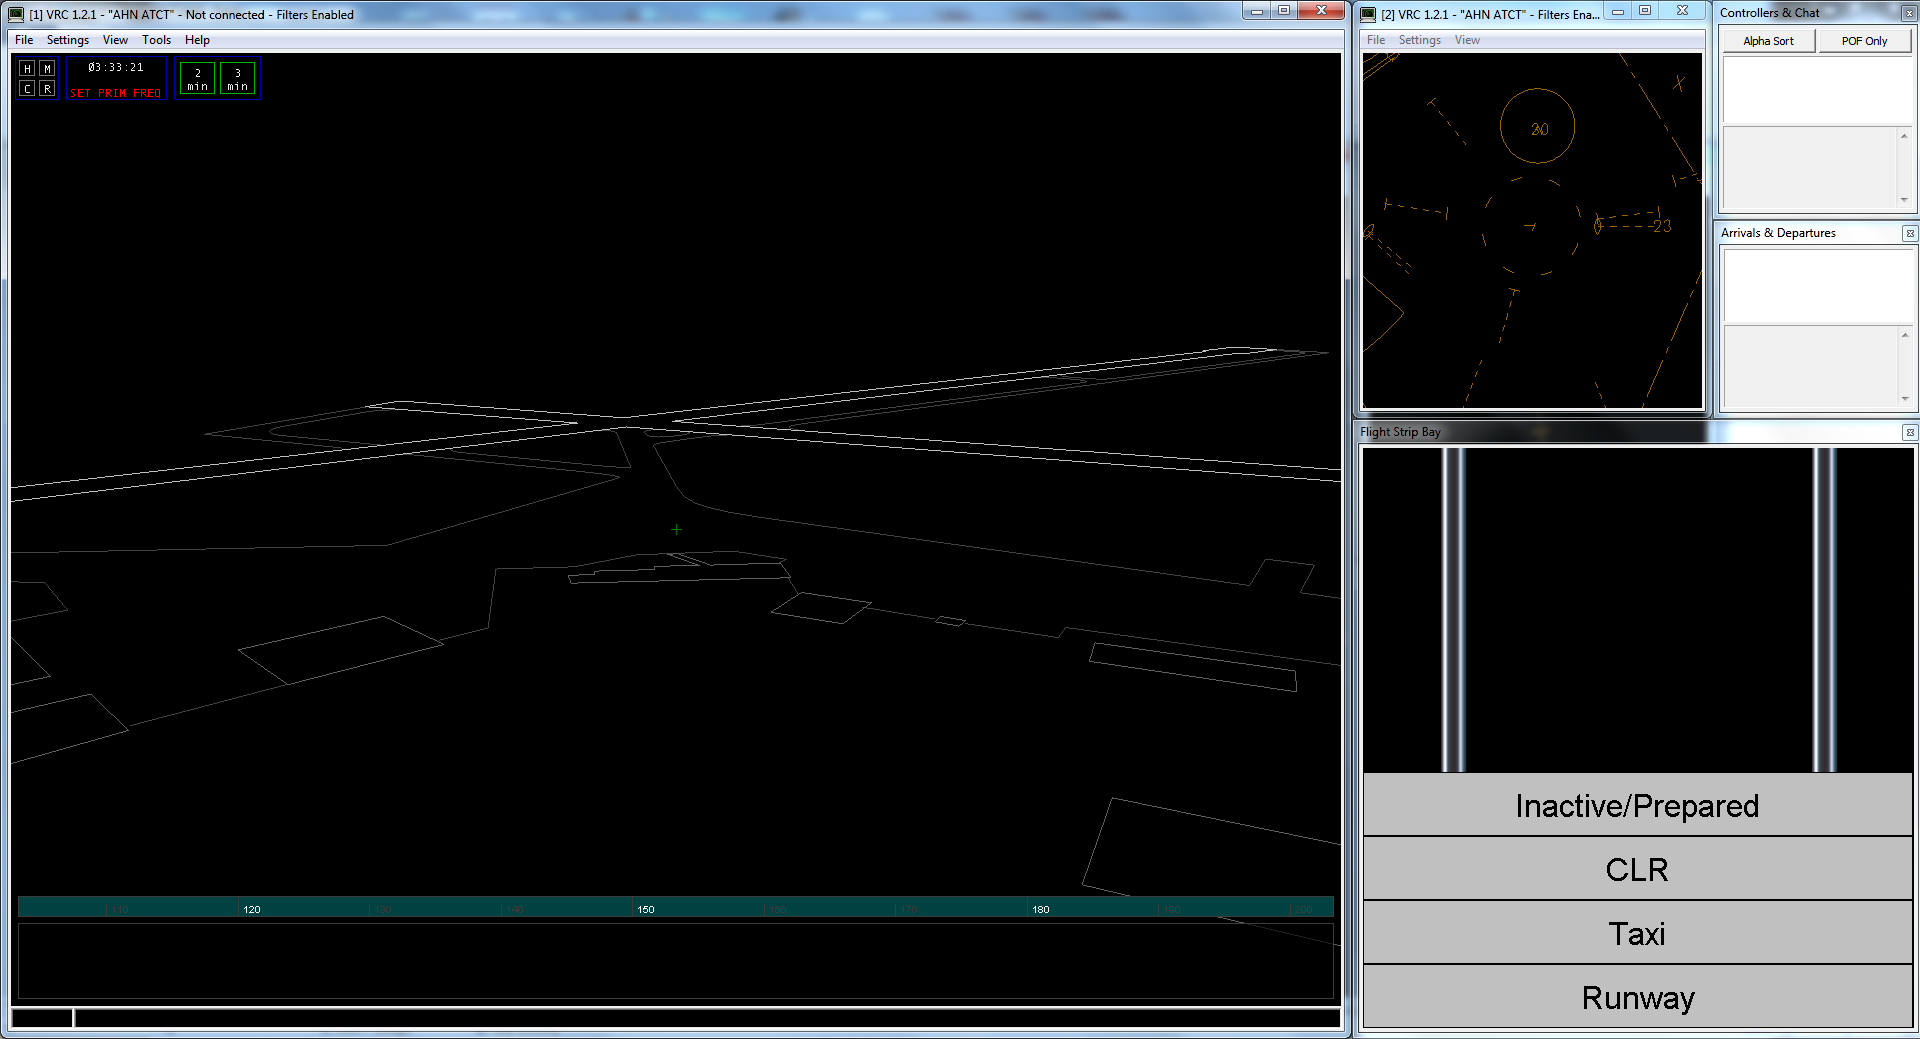 [1] VRC 1.2.1 - "AHN ATCT" - Not connected - Filters Enabled
File Settings View Tools Help
H M
C R
03:33:21
SET PRIM FREQ
2 min
3 min
110 120 130 140 150 160 170 180 190 200
[2] VRC 1.2.1 - "AHN ATCT" - Filters Ena...
File Settings View
X
23
Controllers & Chat
Alpha Sort POF Only
Arrivals & Departures
Flight Strip Bay
Inactive/Prepared
CLR
Taxi
Runway